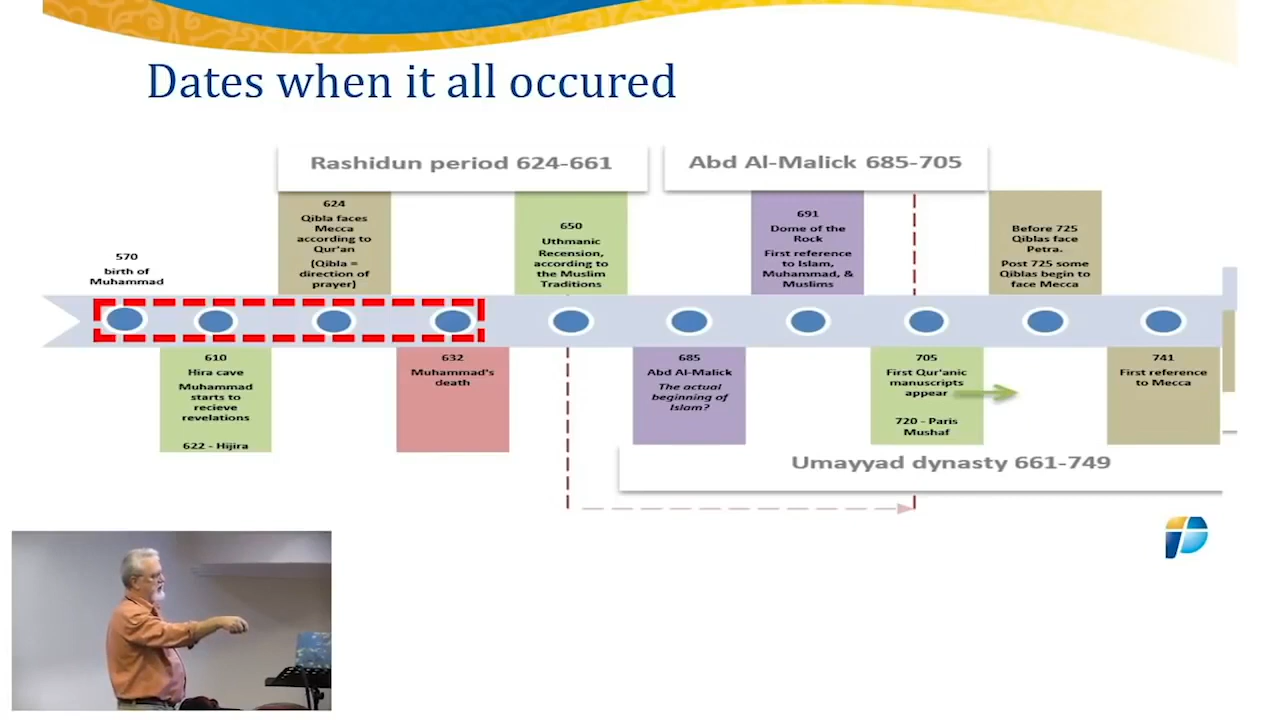 Dates when it all occured
Rashidun period 624-661
Abd Al-Malick 685-705
570
birth of
Muhammad
624
Qibla faces
Mecca
according to
Qur'an
(Qibla =
direction of
prayer)
650
Uthmanic
Recension,
according to
the Muslim
Traditions
691
Dome of the
Rock
First reference
to Islam,
Muhammad, &
Muslims
Before 725
Qiblas face
Petra.
Post 725 some
Qiblas begin to
face Mecca
610
Hira cave
Muhammad
starts to
recieve
revelations
622 - Hijira
632
Muhammad's
death
685
Abd Al-Malick
The actual
beginning of
Islam?
705
First Qur'anic
manuscripts
appear
720 - Paris
Mushaf
741
First reference
to Mecca
Umayyad dynasty 661-749